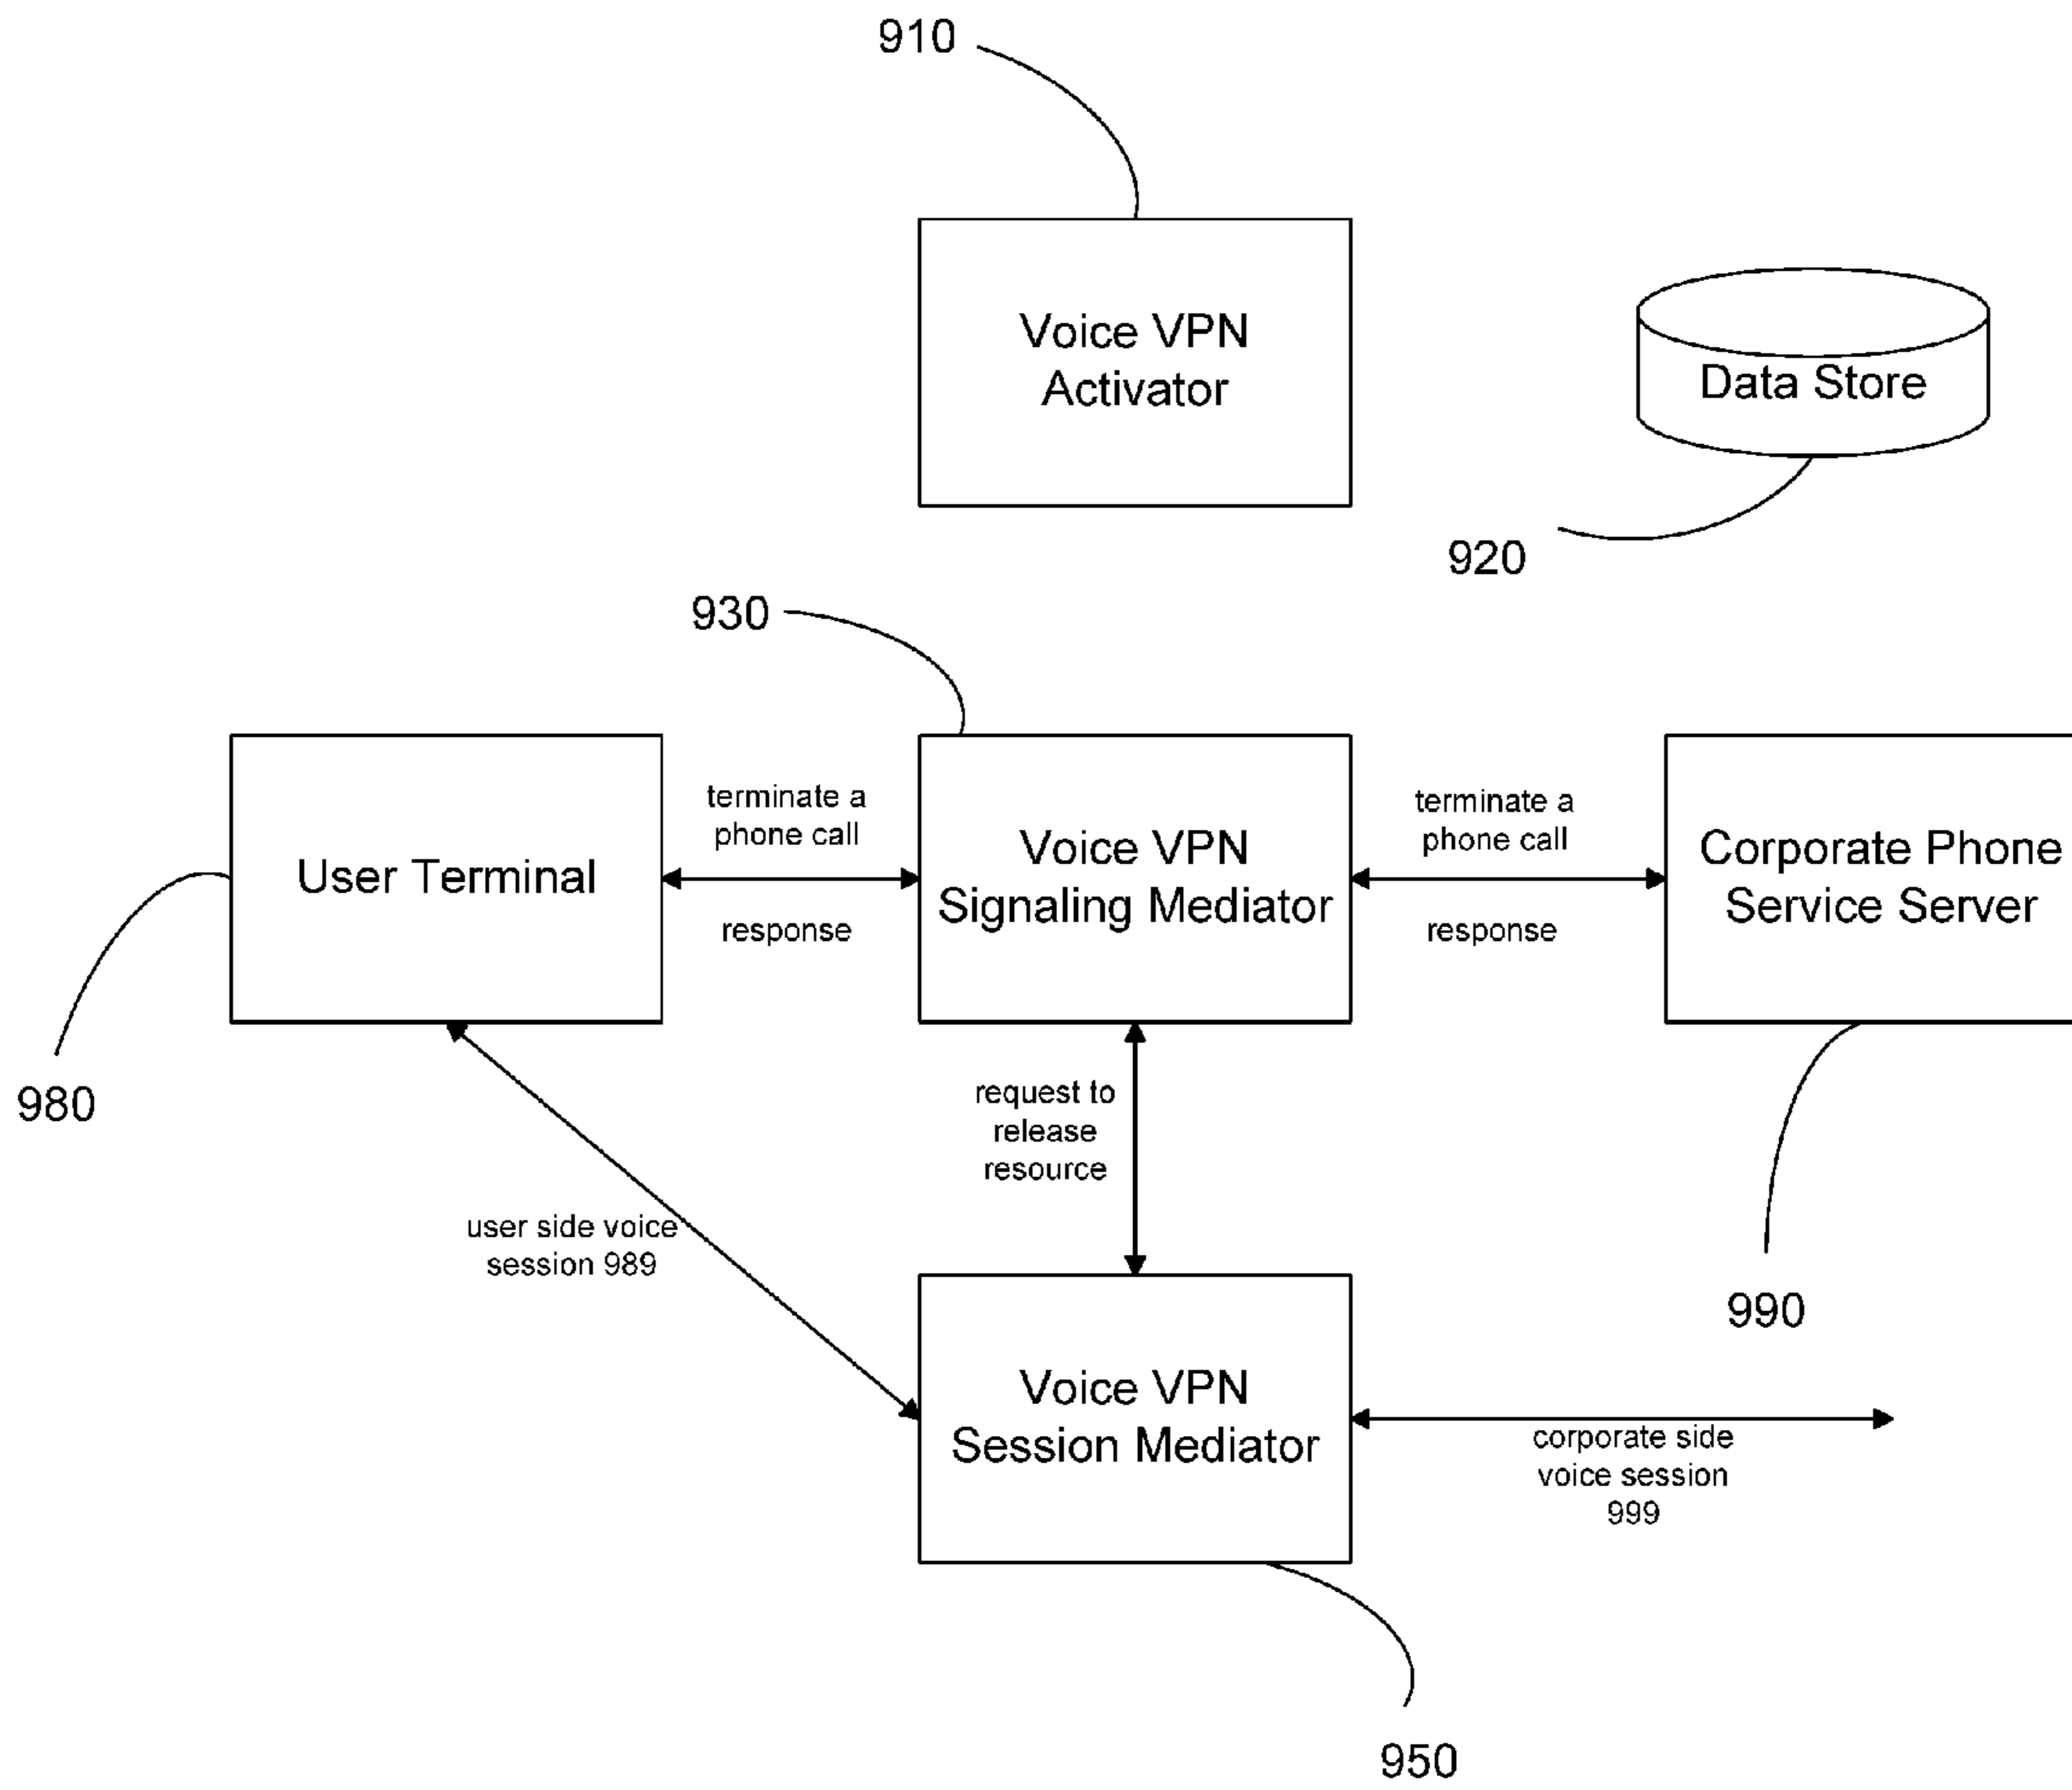 910
Voice VPN
Activator
Data Store
920
930
User Terminal
terminate a
phone call
response
Voice VPN
Signaling Mediator
terminate a
phone call
response
Corporate Phone
Service Server
980
request to
release
resource
user side voice
session 989
990
Voice VPN
Session Mediator
corporate side
voice session
999
950